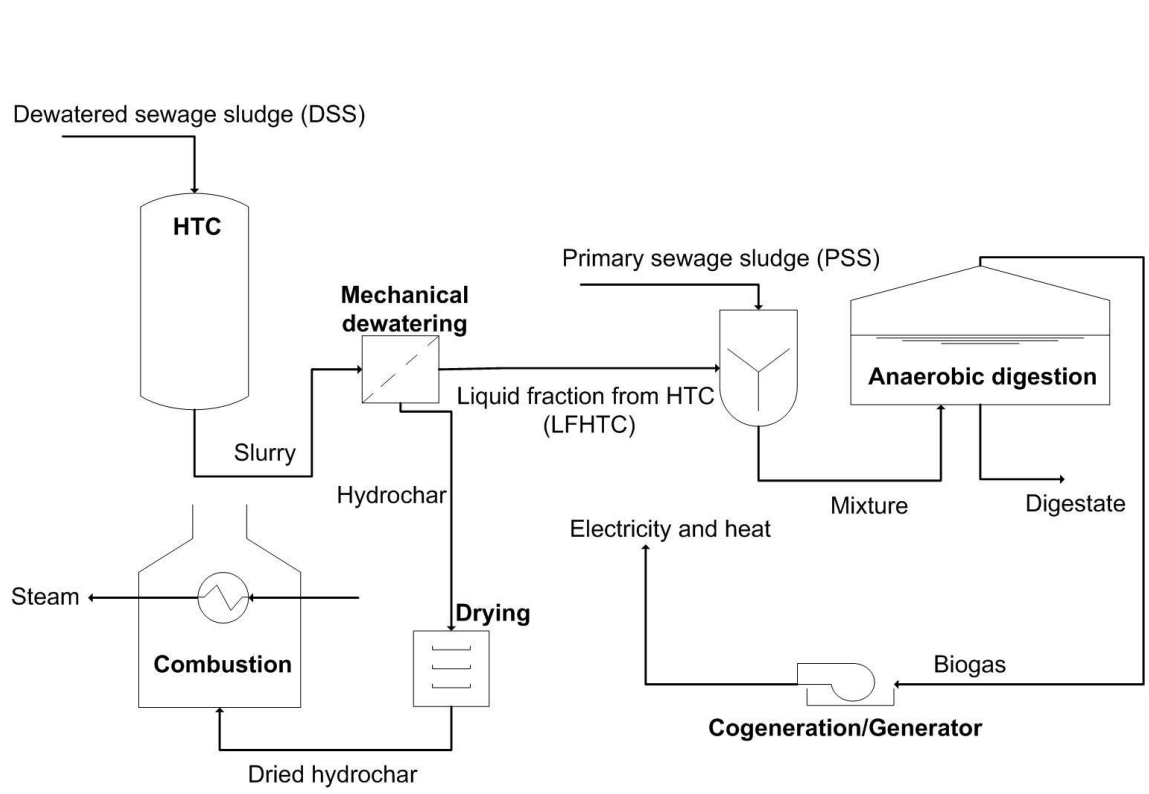 Dewatered sewage sludge (DSS)
HTC
Primary sewage sludge (PSS)
Mechanical
dewatering
Anaerobic digestion
Liquid fraction from HTC
(LFHTC)
Slurry
Hydrochar
Mixture
Digestate
Electricity and heat
Steam
Drying
Combustion
Biogas
Cogeneration/Generator
Dried hydrochar